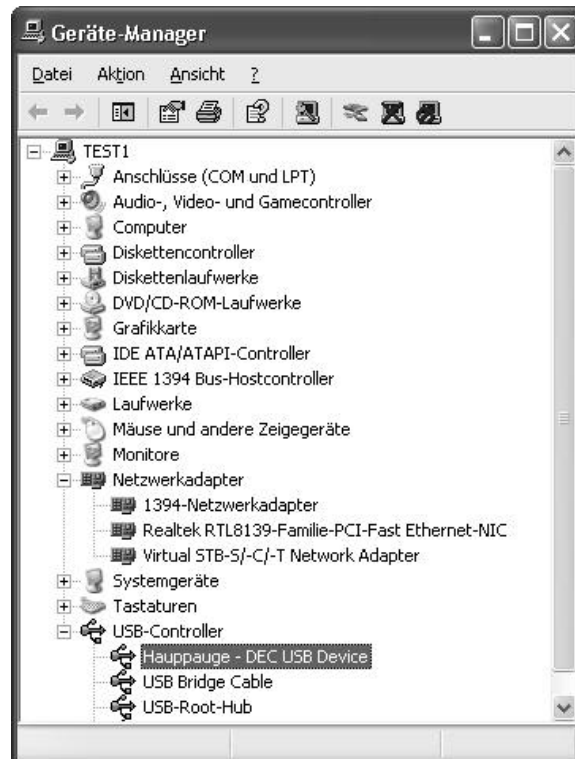 Geräte-Manager
Datei Aktion Ansicht ?
TEST1
Anschlüsse (COM und LPT)
Audio-, Video- und Gamecontroller
Computer
Diskettencontroller
Diskettenlaufwerke
DVD/CD-ROM-Laufwerke
Grafikkarte
IDE ATA/ATAPI-Controller
IEEE 1394 Bus-Hostcontroller
Laufwerke
Mäuse und andere Zeigegeräte
Monitore
Netzwerkadapter
1394-Netzwerkadapter
Realtek RTL8139-Familie-PCI-Fast Ethernet-NIC
Virtual STB-S/-C/-T Network Adapter
Systemgeräte
Tastaturen
USB-Controller
Hauppauge - DEC USB Device
USB Bridge Cable
USB-Root-Hub